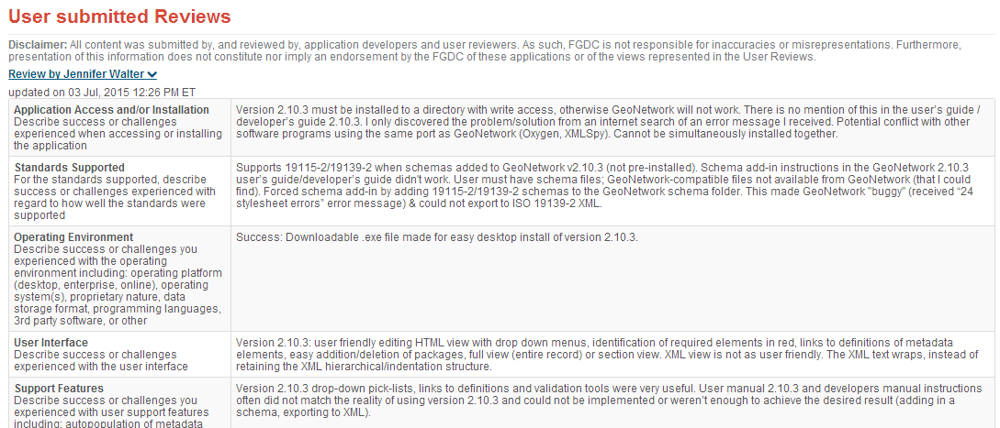 User submitted Reviews
Disclaimer: All content was submitted by, and reviewed by, application developers and user reviewers. As such, FGDC is not responsible for inaccuracies or misrepresentations. Furthermore,
presentation of this information does not constitute nor imply an endorsement by the FGDC of these applications or of the views represented in the User Reviews.
Review by Jennifer Walter
updated on 03 Jul, 2015 12:26 PM ET
Application Access and/or Installation
Describe success or challenges
experienced when accessing or installing
the application
Version 2.10.3 must be installed to a directory with write access, otherwise GeoNetwork will not work. There is no mention of this in the user's guide /
developer's guide 2.10.3. I only discovered the problem/solution from an internet search of an error message I received. Potential conflict with other
software programs using the same port as GeoNetwork (Oxygen, XMLSpy). Cannot be simultaneously installed together.
Standards Supported
For the standards supported, describe
success or challenges experienced with
regard to how well the standards were
supported
Supports 19115-2/19139-2 when schemas added to GeoNetwork v2.10.3 (not pre-installed). Schema add-in instructions in the GeoNetwork 2.10.3
user's guide/developer's guide didn't work. User must have schema files; GeoNetwork-compatible files not available from GeoNetwork (that I could
find). Forced schema add-in by adding 19115-2/19139-2 schemas to the GeoNetwork schema folder. This made GeoNetwork "buggy" (received "24
stylesheet errors" error message) & could not export to ISO 19139-2 XML.
Operating Environment
Describe success or challenges you
experienced with the operating
environment including: operating platform
(desktop, enterprise, online), operating
system(s), proprietary nature, data
storage format, programming languages,
3rd party software, or other
Success: Downloadable .exe file made for easy desktop install of version 2.10.3.
User Interface
Describe success or challenges
experienced with the user interface
Version 2.10.3: user friendly editing HTML view with drop down menus, identification of required elements in red, links to definitions of metadata
elements, easy addition/deletion of packages, full view (entire record) or section view. XML view is not as user friendly. The XML text wraps, instead of
retaining the XML hierarchical/indentation structure.
Support Features
Describe success or challenges you
experienced with user support features
including: autopopulation of metadata
Version 2.10.3 drop-down pick-lists, links to definitions and validation tools were very useful. User manual 2.10.3 and developers manual instructions
often did not match the reality of using version 2.10.3 and could not be implemented or weren't enough to achieve the desired result (adding in a
schema, exporting to XML).